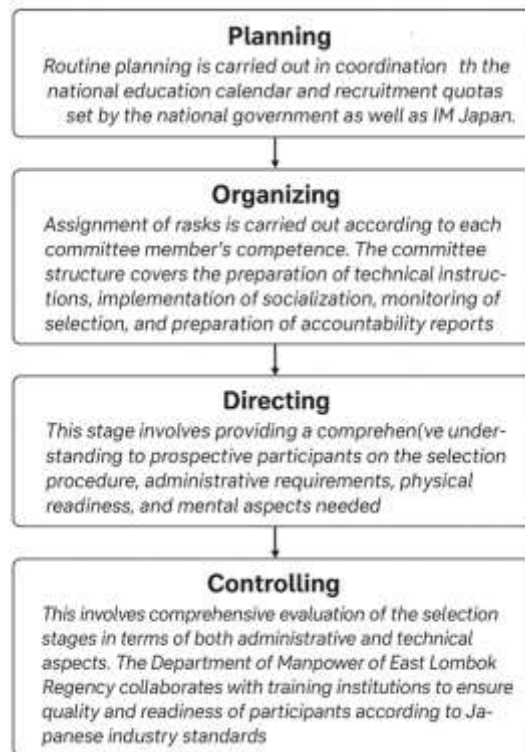 Planning
Routine planning is carried out in coordination th the
national education calendar and recruitment quotas
set by the national government as well as IM Japan.
Organizing
Assignment of rasks is carried out according to each
committee member's competence. The committee
structure covers the preparation of technical instruc-
tions, implementation of socialization, monitoring of
selection, and preparation of accountability reports
Directing
This stage involves providing a comprehen(ve under-
standing to prospective participants on the selection
procedure, administrative requirements, physical
readiness, and mental aspects needed
Controlling
This involves comprehensive evaluation of the selection
stages in terms of both administrative and technical
aspects. The Department of Manpower of East Lombok
Regency collaborates with training institutions to ensure
quality and readiness of participants according to Ja-
panese industry standards